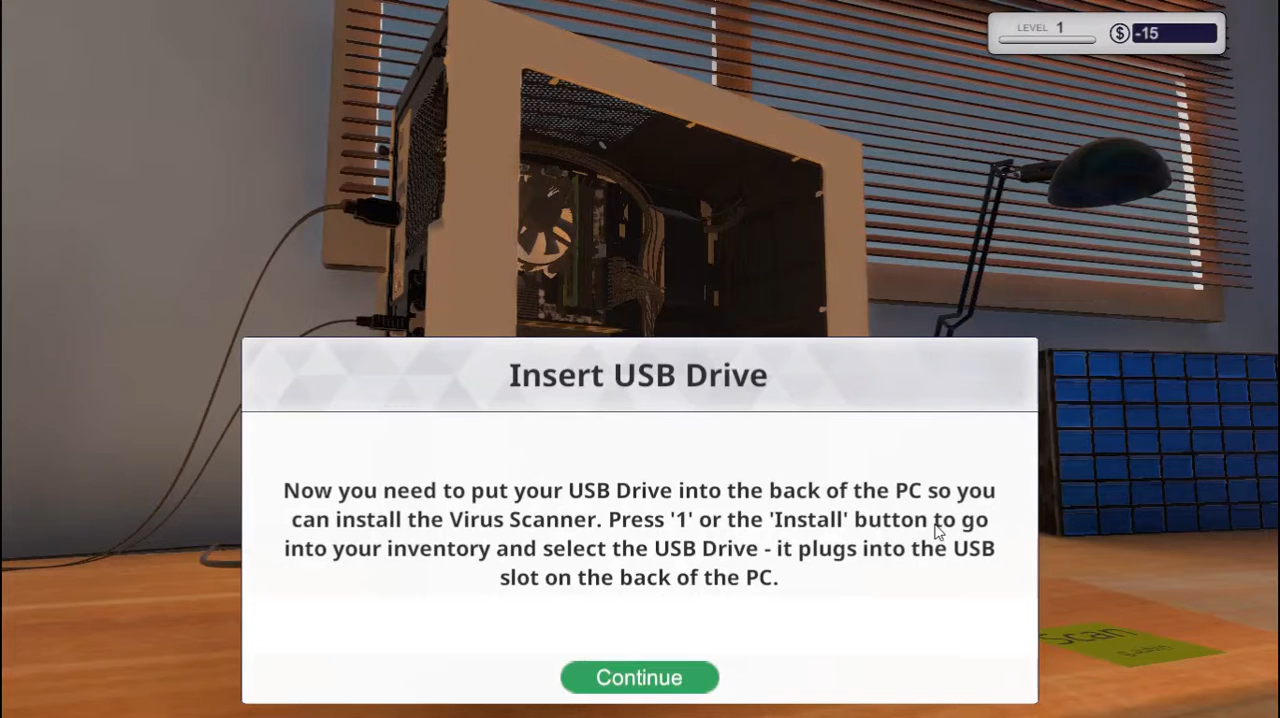 LEVEL 1
$ -15
Insert USB Drive
Now you need to put your USB Drive into the back of the PC so you
can install the Virus Scanner. Press '1' or the 'Install' button to go
into your inventory and select the USB Drive - it plugs into the USB
slot on the back of the PC.
Scan
Continue